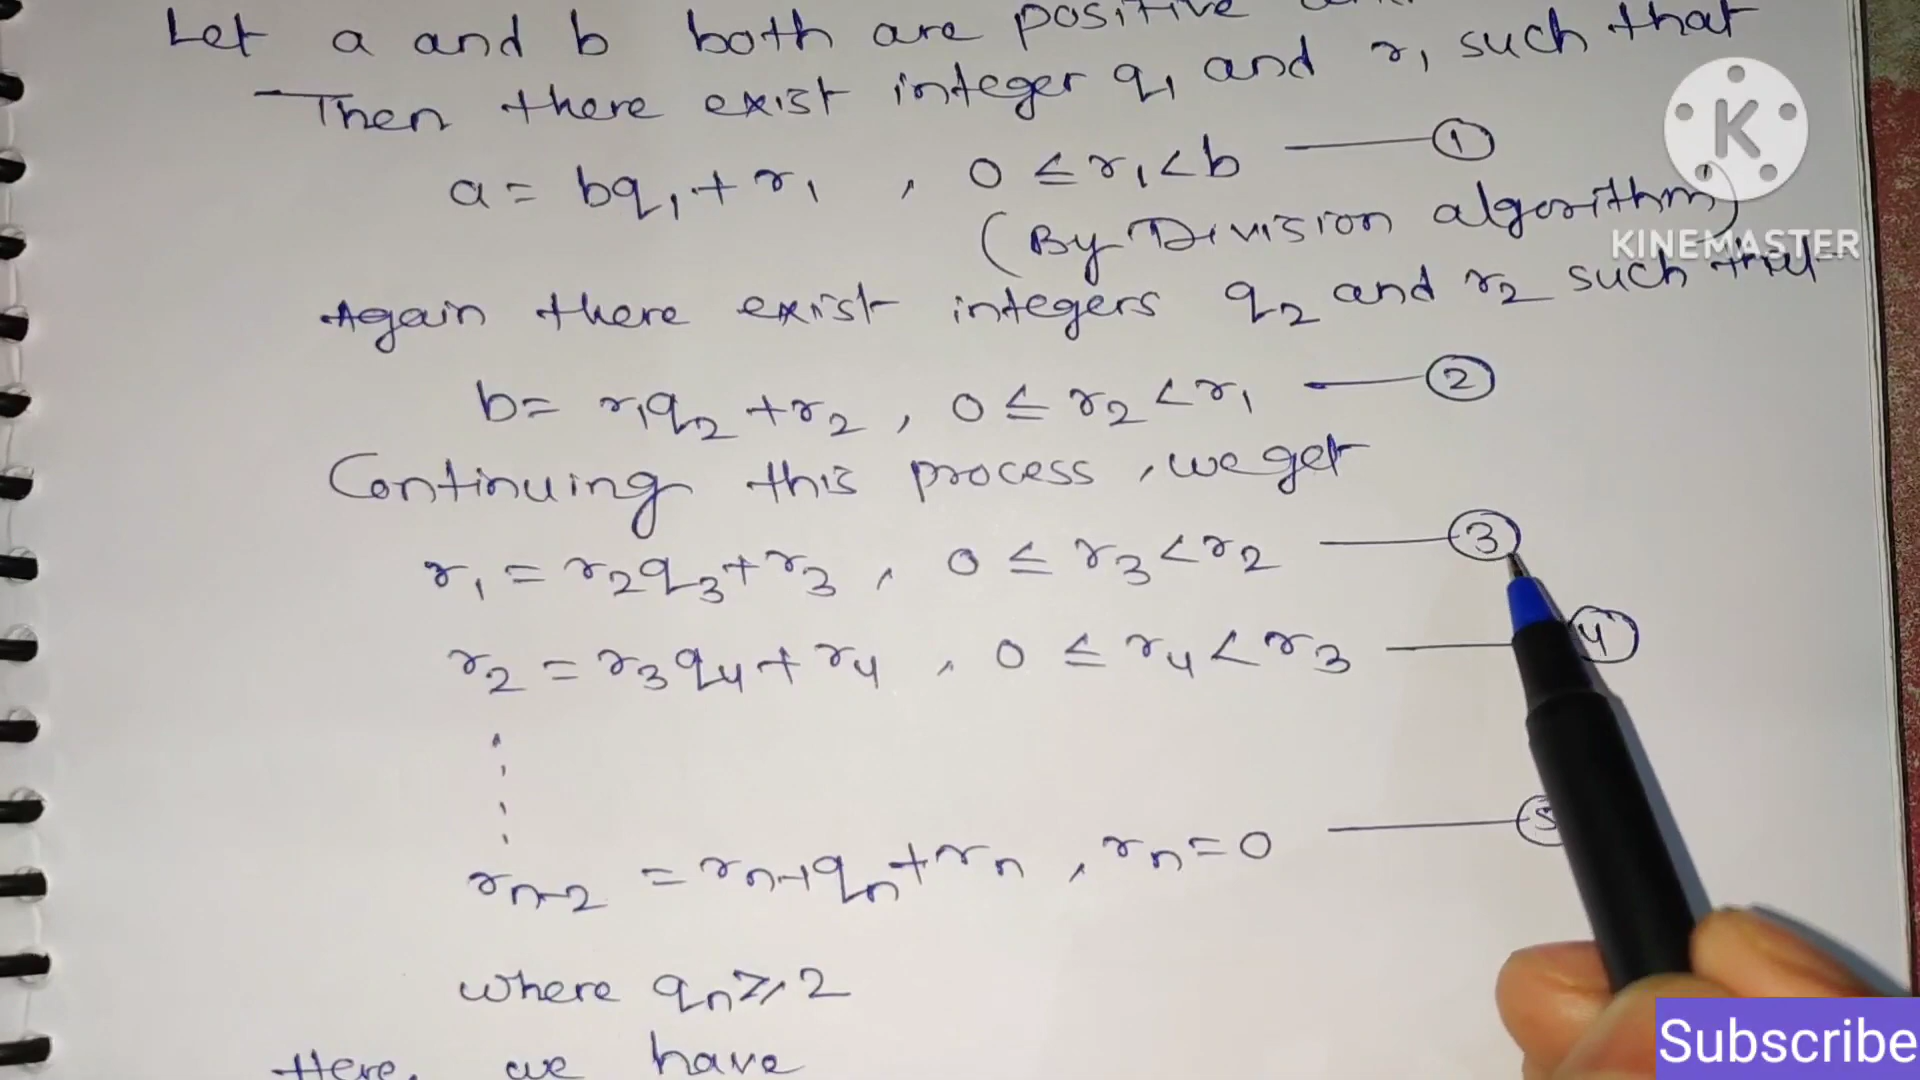 Let a and b both are positive
Then there exist integer q₁ and r₁ such that
a = bq₁ + r₁ , 0 ≤ r₁ < b — ①
(By Division algorithm)
Again there exist integers q₂ and r₂ such that
b = r₁q₂ + r₂ , 0 ≤ r₂ < r₁ — ②
Continuing this process, we get
r₁ = r₂q₃ + r₃ , 0 ≤ r₃ < r₂ — ③
r₂ = r₃q₄ + r₄ , 0 ≤ r₄ < r₃ — ④
rₙ₋₂ = rₙ₋₁qₙ + rₙ , rₙ = 0 — ⑤
where qₙ ≥ 2
Here, we have
K
KINEMASTER
Subscribe